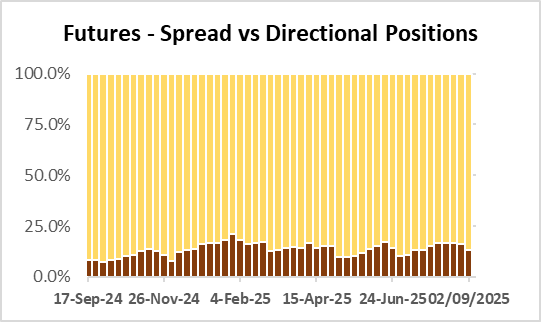 Futures - Spread vs Directional Positions
100.0%
75.0%
50.0%
25.0%
0.0%
17-Sep-24 26-Nov-24 4-Feb-25 15-Apr-25 24-Jun-25 02/09/2025